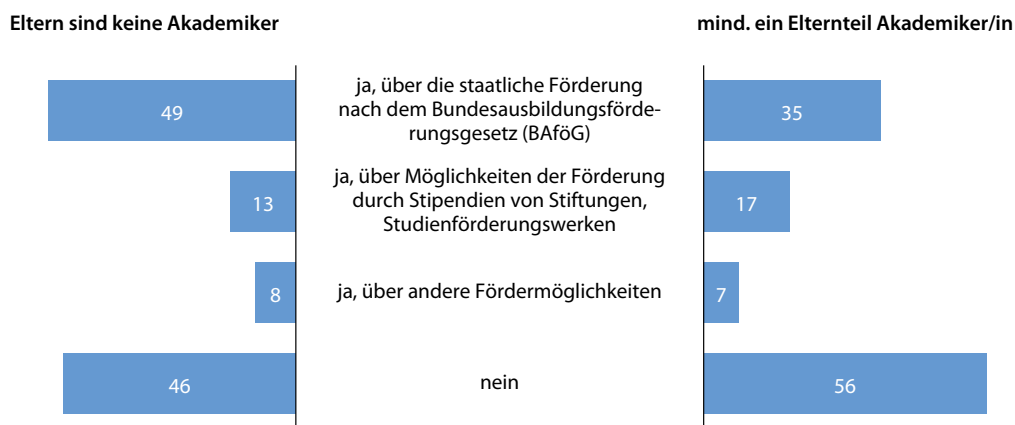 Eltern sind keine Akademiker
mind. ein Elternteil Akademiker/in
49
ja, über die staatliche Förderung
nach dem Bundesausbildungsförde-
rungsgesetz (BAföG)
35
13
ja, über Möglichkeiten der Förderung
durch Stipendien von Stiftungen,
Studienförderungswerken
17
8
ja, über andere Fördermöglichkeiten
7
46
nein
56